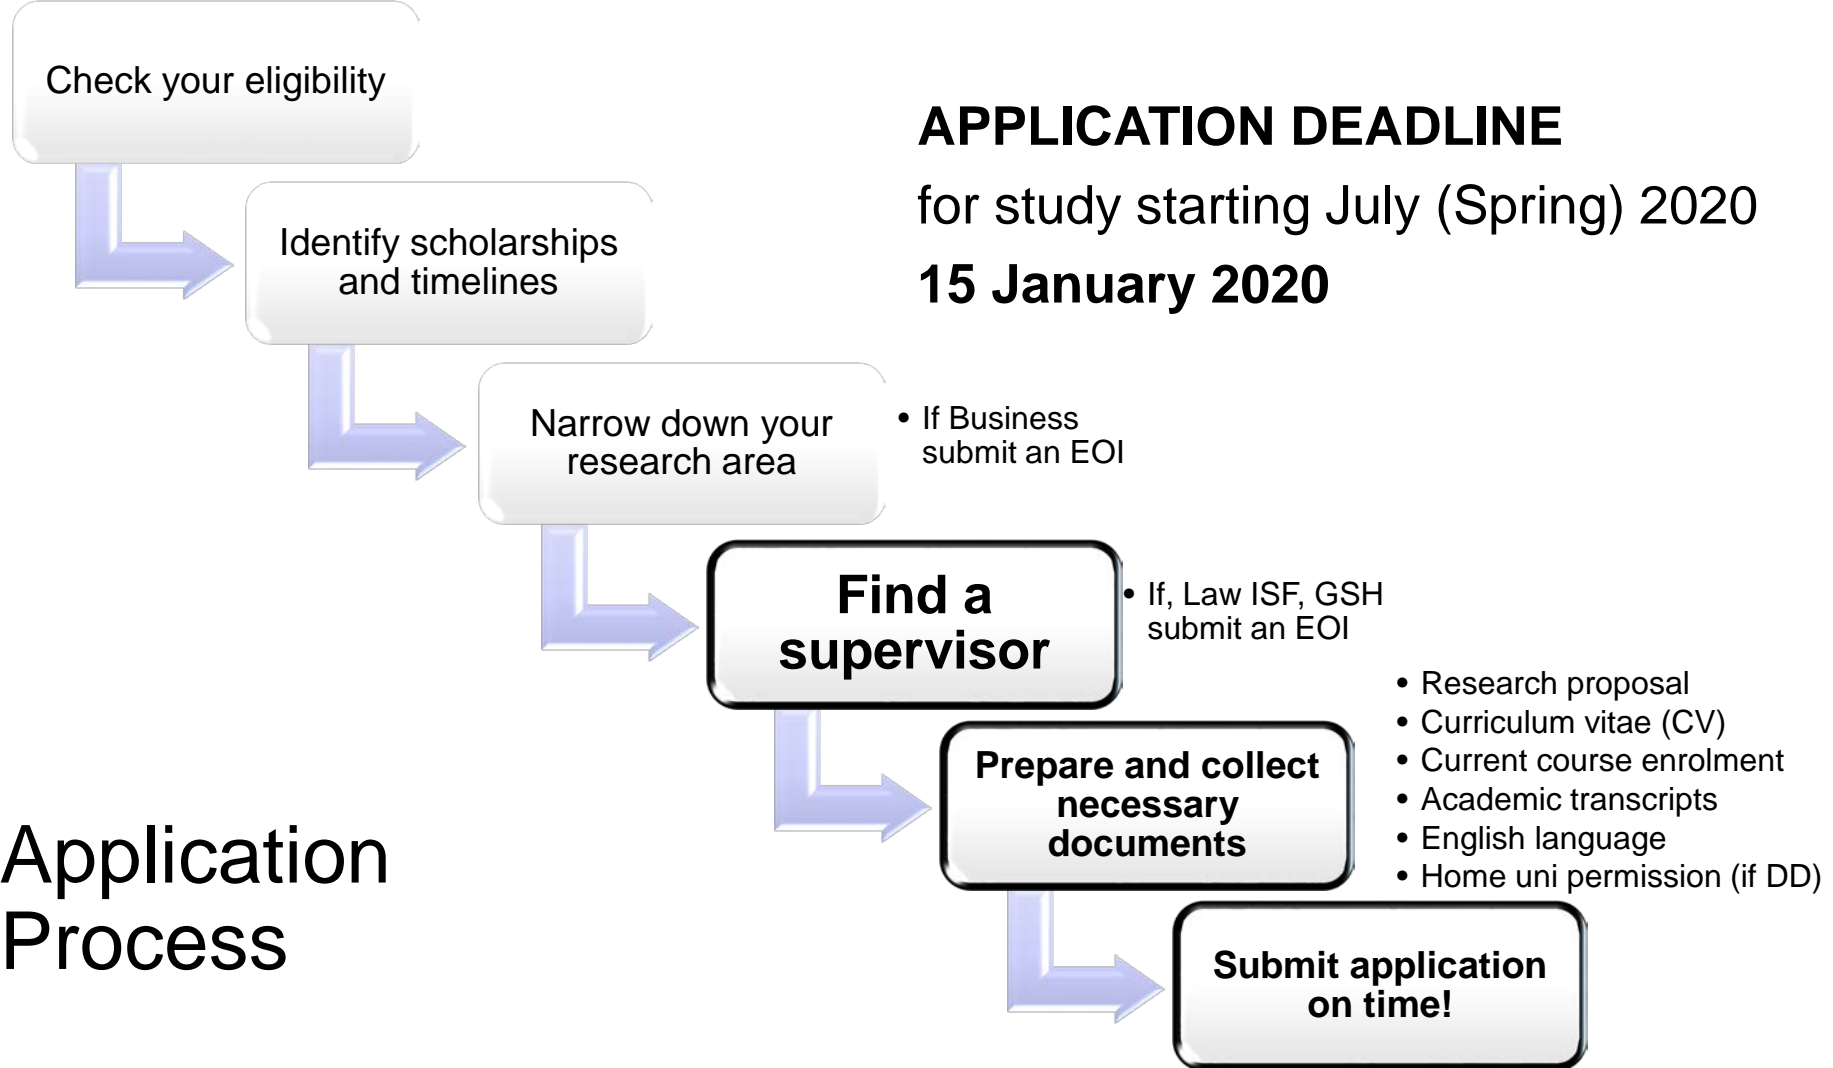 Check your eligibility
APPLICATION DEADLINE
for study starting July (Spring) 2020
15 January 2020
Identify scholarships
and timelines
Narrow down your
research area
• If Business
submit an EOI
Find a
supervisor
• If, Law ISF, GSH
submit an EOI
Prepare and collect
necessary
documents
• Research proposal
• Curriculum vitae (CV)
• Current course enrolment
• Academic transcripts
• English language
• Home uni permission (if DD)
Submit application
on time!
Application
Process